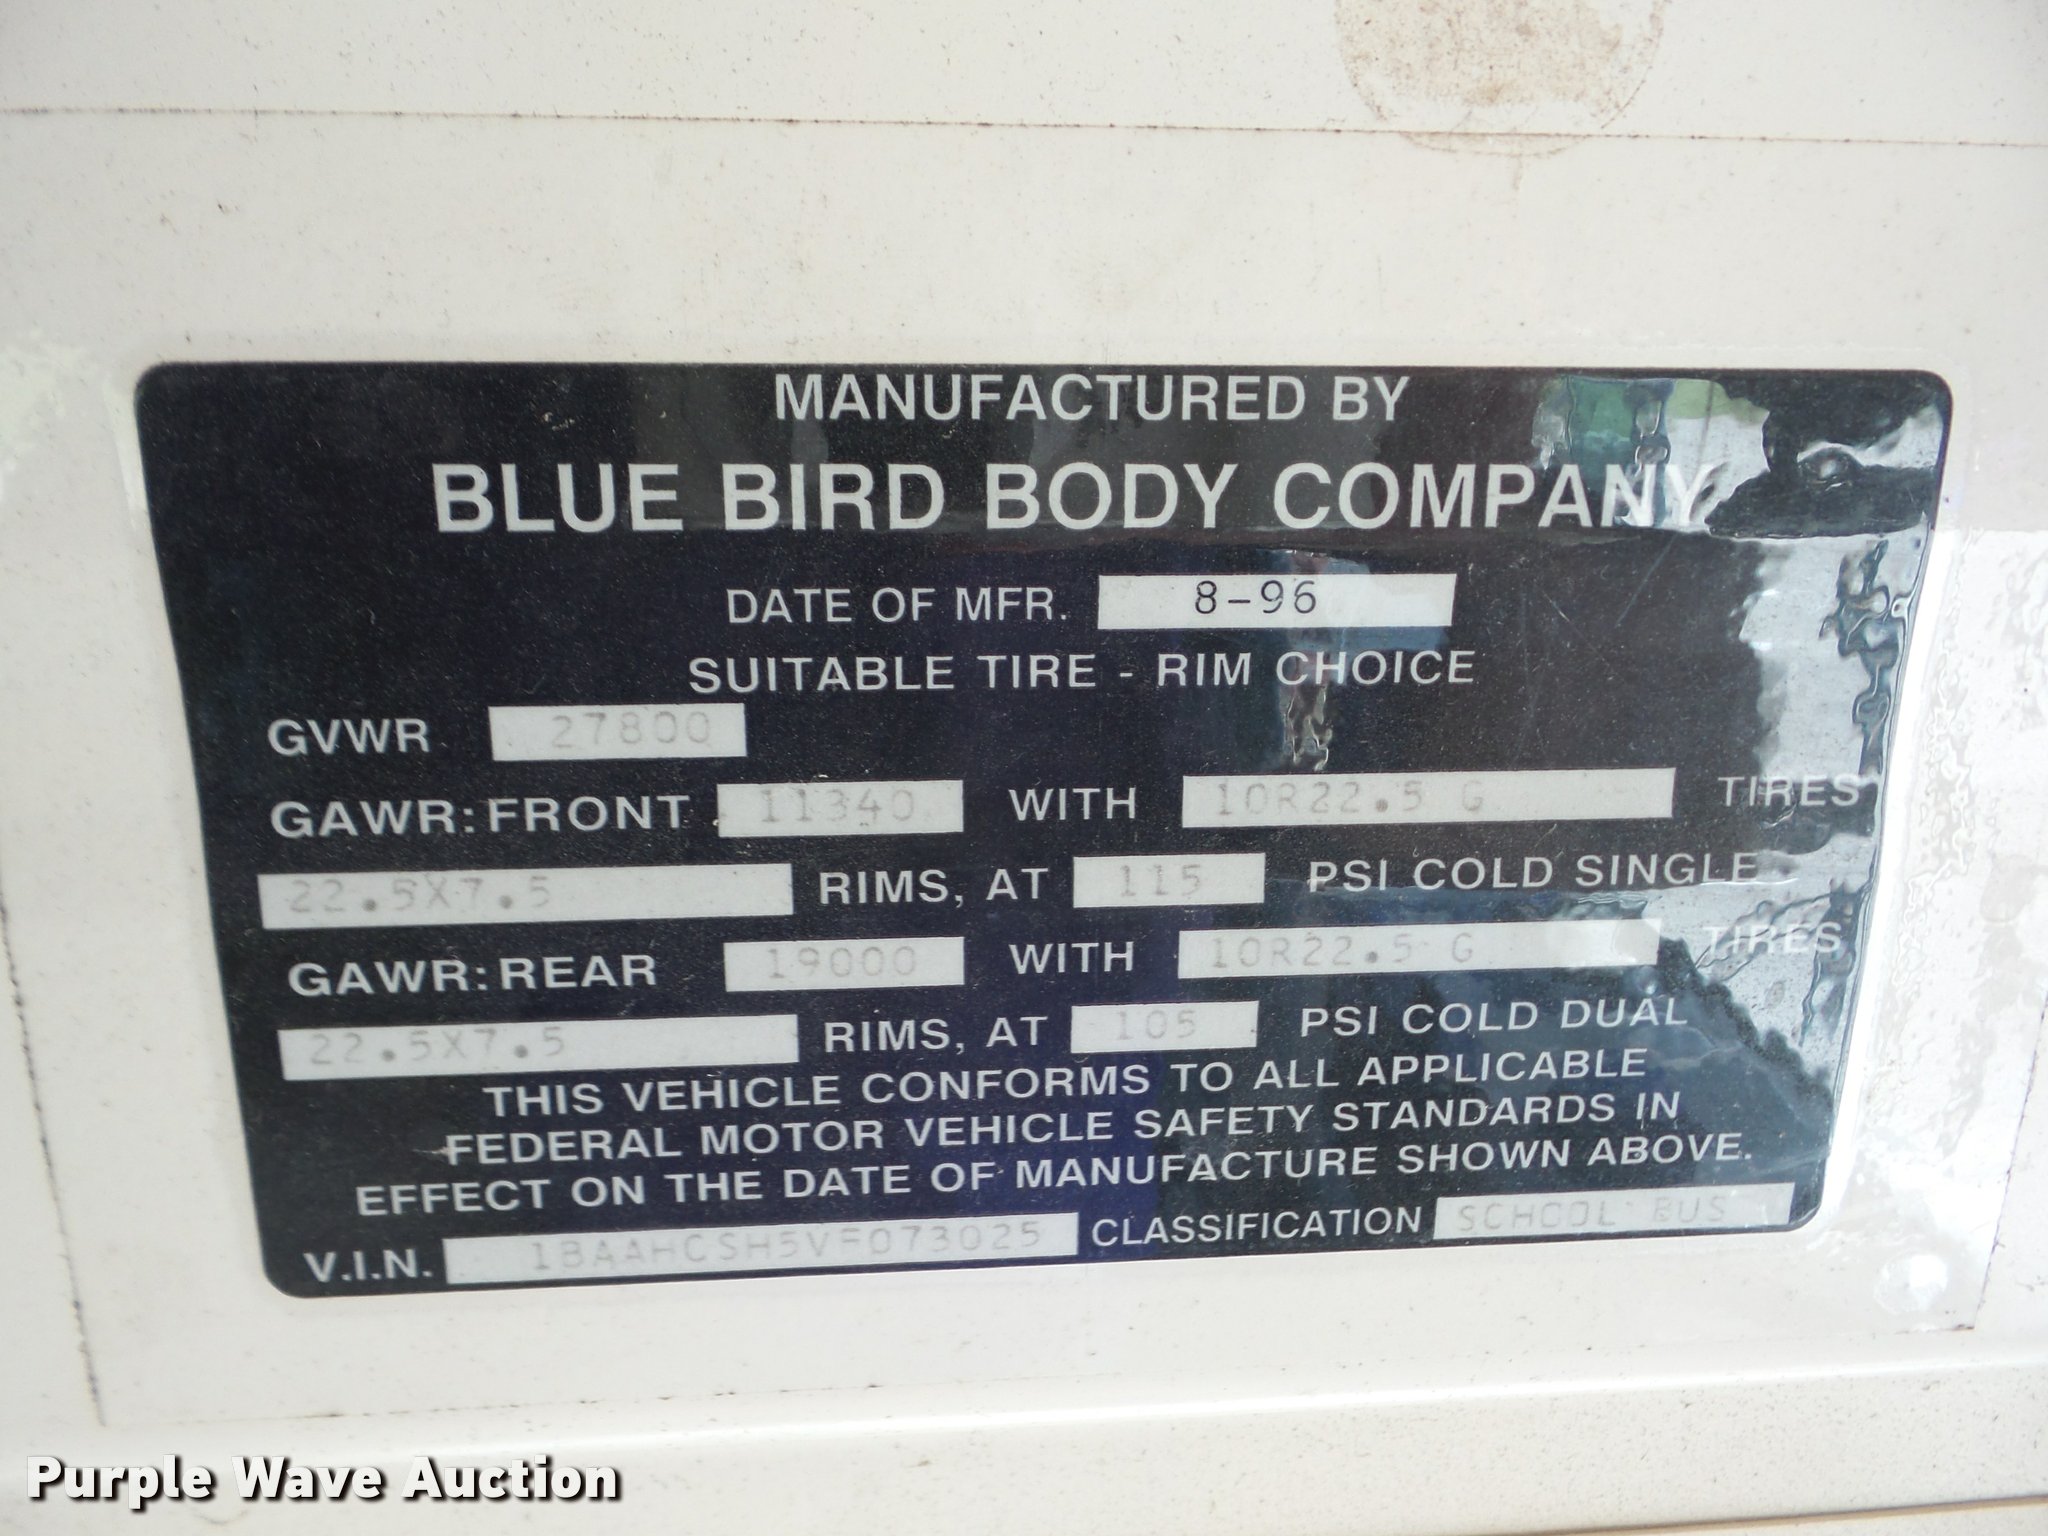 MANUFACTURED BY
BLUE BIRD BODY COMPANY
DATE OF MFR. 8-96
SUITABLE TIRE - RIM CHOICE
GVWR 27800
GAWR: FRONT 11340 WITH 10R22.5 G TIRES
22.5X7.5 RIMS, AT 115 PSI COLD SINGLE
GAWR: REAR 19000 WITH 10R22.5 G TIRES
22.5X7.5 RIMS, AT 105 PSI COLD DUAL
THIS VEHICLE CONFORMS TO ALL APPLICABLE
FEDERAL MOTOR VEHICLE SAFETY STANDARDS IN
EFFECT ON THE DATE OF MANUFACTURE SHOWN ABOVE.
V.I.N. 1BAAHCSH5VF073025 CLASSIFICATION SCHOOL BUS
Purple Wave Auction